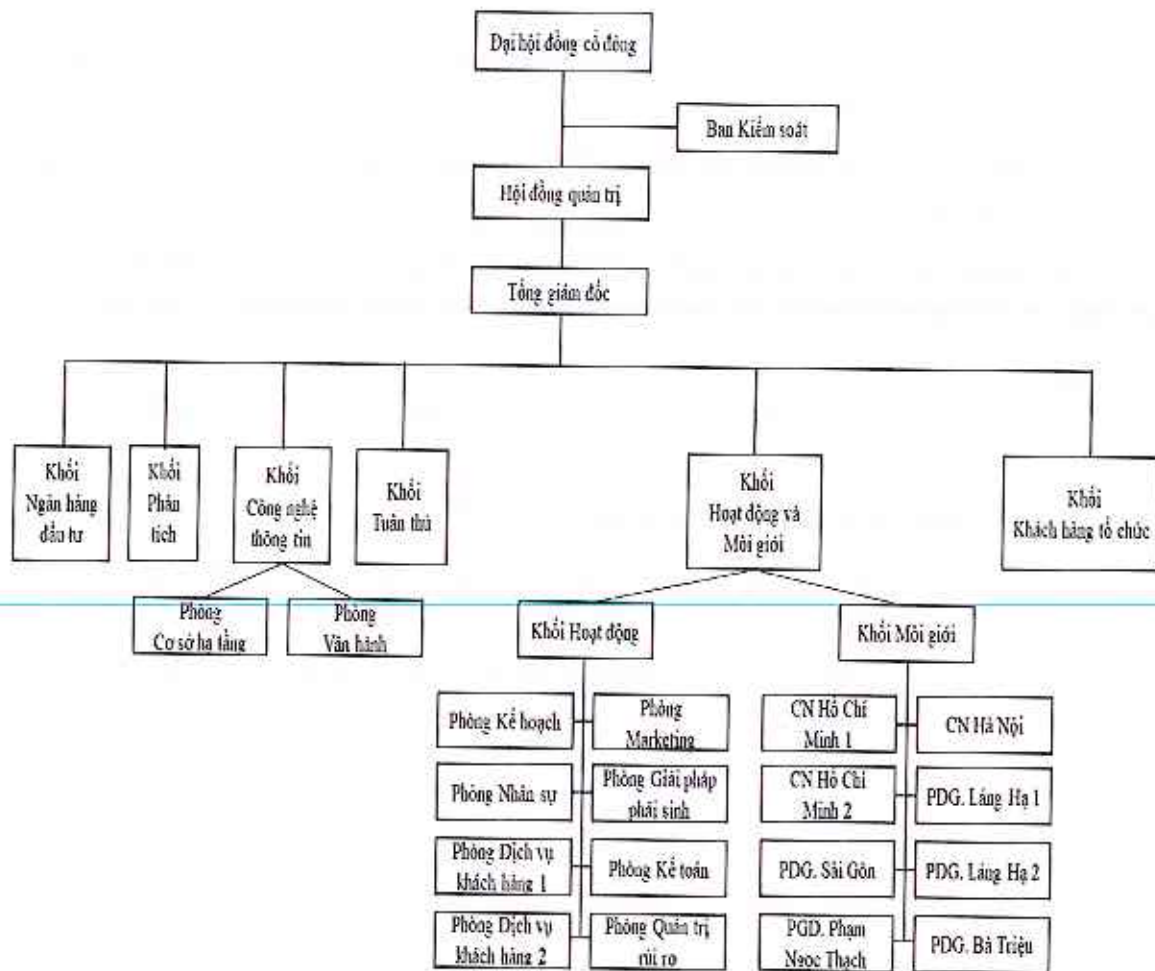 Đại hội đồng cổ đông
Ban Kiểm soát
Hội đồng quản trị
Tổng giám đốc
Khối
Ngân hàng
đầu tư
Khối
Phân
tích
Khối
Công nghệ
thông tin
Khối
Tuân thủ
Khối
Hoạt động và
Môi giới
Khối
Khách hàng tổ chức
Phòng
Cơ sở hạ tầng
Phòng
Vận hành
Khối Hoạt động
Khối Môi giới
Phòng Kế hoạch
Phòng
Marketing
Phòng Nhân sự
Phòng Giải pháp
phái sinh
Phòng Dịch vụ
khách hàng 1
Phòng Kế toán
Phòng Dịch vụ
khách hàng 2
Phòng Quản trị
rủi ro
CN Hồ Chí
Minh 1
CN Hà Nội
CN Hồ Chí
Minh 2
PDG. Láng Hạ 1
PDG. Sài Gòn
PDG. Láng Hạ 2
PGD. Phạm
Ngọc Thạch
PDG. Bà Triệu